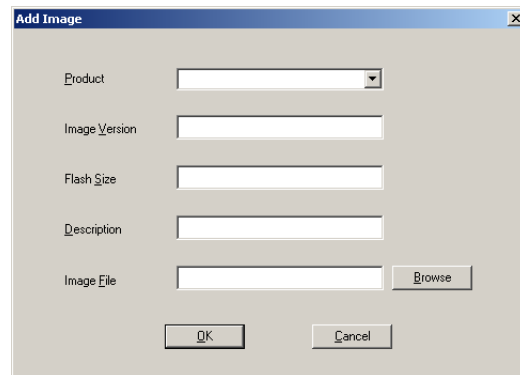 Add Image
Product
Image Version
Flash Size
Description
Image File
Browse
OK
Cancel